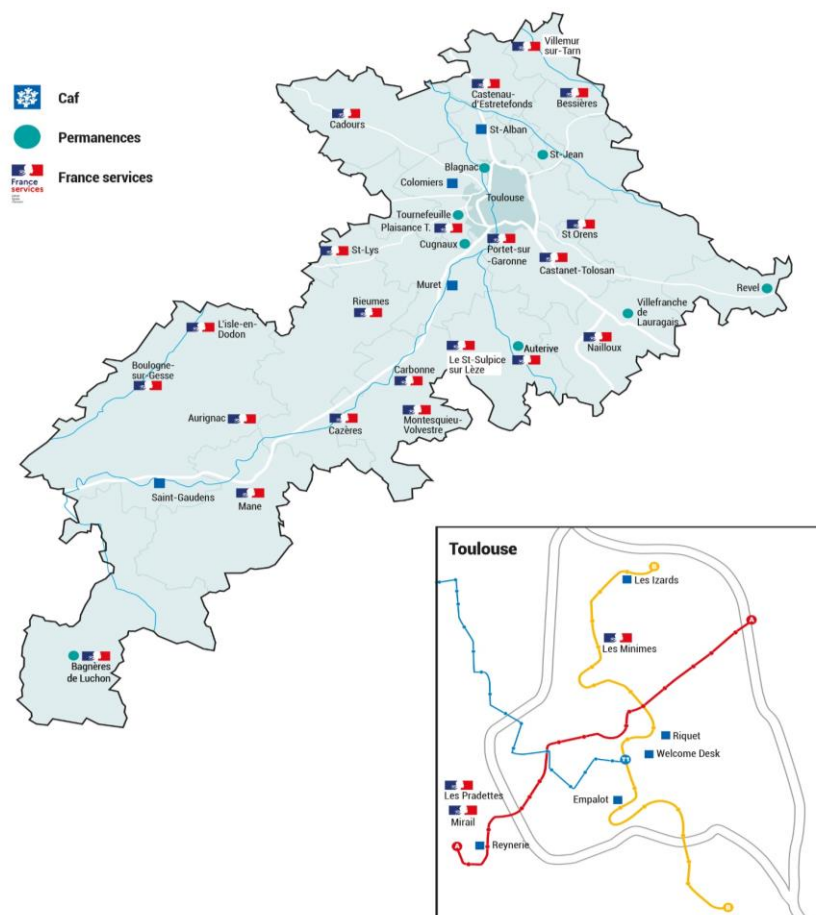 Villemur
sur-Tarn
Caf
Castenau-
d'Estretefonds
Bessières
Cadours
Permanences
St-Alban
St-Jean
Blagnac
France services
France
services
Colomiers
Toulouse
Tournefeuille
Plaisance T.
St Orens
Cugnaux
Portet-sur
-Garonne
St-Lys
Castanet-Tolosan
Muret
Revel
Rieumes
Villefranche
de
Lauragais
L'isle-en-
Dodon
Auterive
Nailloux
Le St-Sulpice
sur Lèze
Boulogne-
sur-Gesse
Carbonne
Aurignac
Cazères
Montesquieu-
Volvestre
Saint-Gaudens
Mane
Bagnères
de Luchon
Toulouse
Les Izards
A
Les Minimes
Riquet
Welcome Desk
Les Pradettes
Empalot
Mirail
A
Reynerie